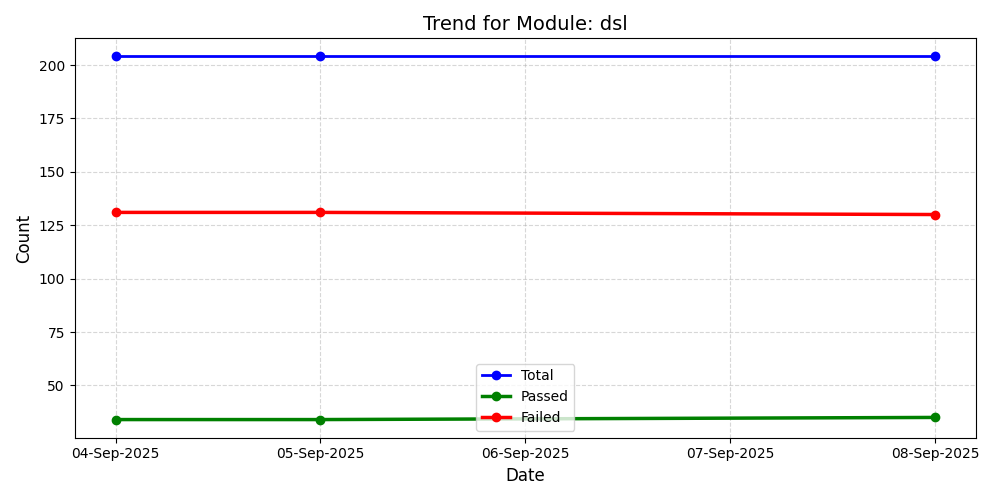 Trend for Module: dsl
Count
200
175
150
125
100
75
50
Total
Passed
Failed
04-Sep-2025
05-Sep-2025
06-Sep-2025
07-Sep-2025
08-Sep-2025
Date